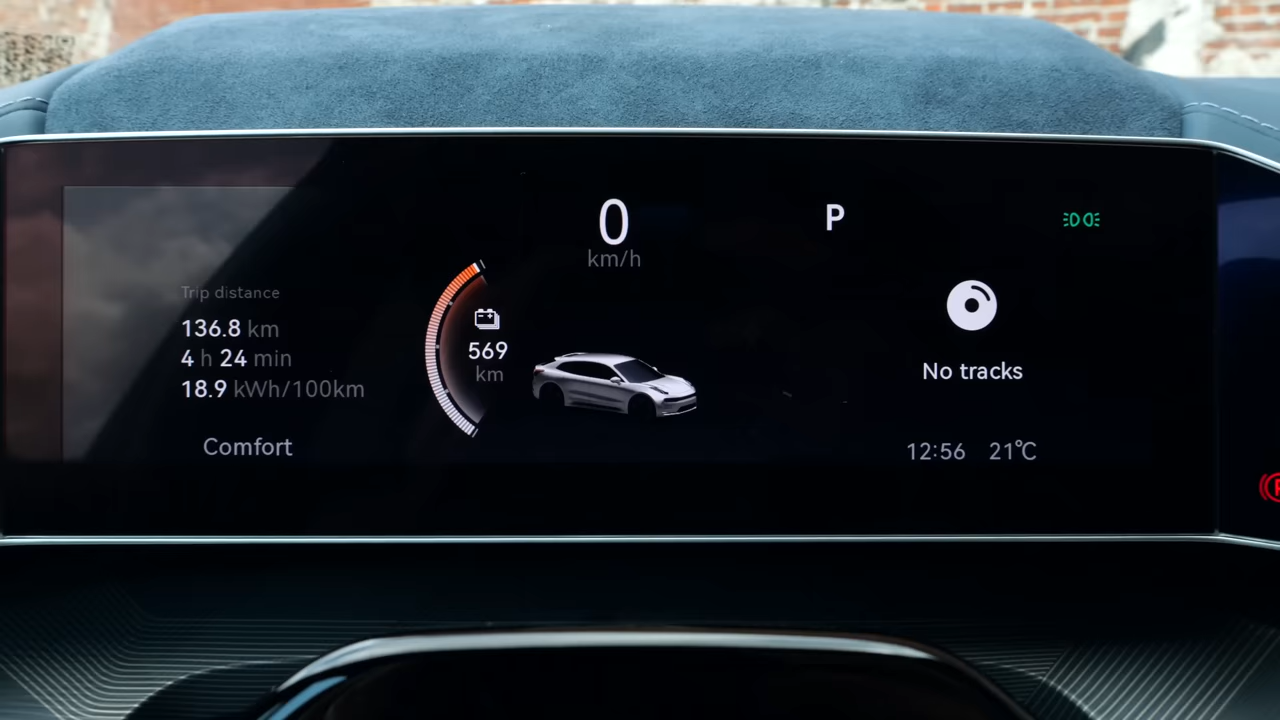 0
km/h
P
Trip distance
136.8 km
4 h 24 min
18.9 kWh/100km
Comfort
569
km
No tracks
12:56 21℃